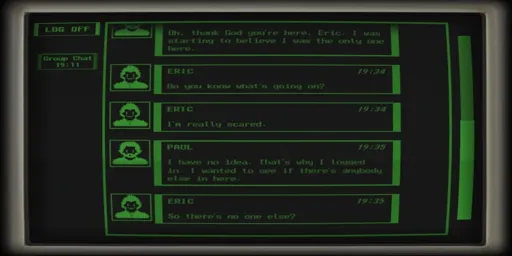 LOG OFF
Group Chat
19:11
Oh, thank God you're here, Eric. I was
starting to believe I was the only one
here.
ERIC 19:34
Do you know what's going on?
ERIC 19:34
I'm really scared.
PAUL 19:35
I have no idea. That's why I logged
in. I wanted to see if there's anybody
else in here.
ERIC 19:35
So there's no one else?